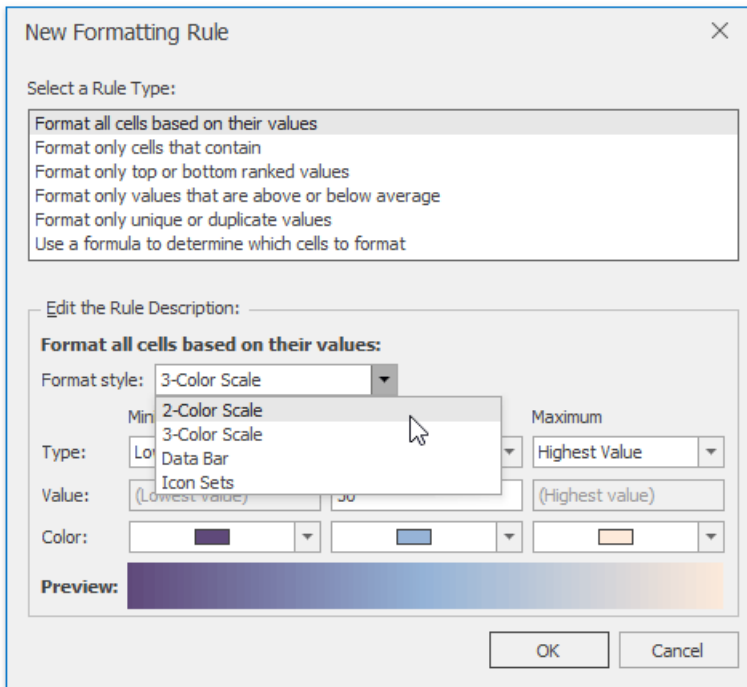 New Formatting Rule
Select a Rule Type:
Format all cells based on their values
Format only cells that contain
Format only top or bottom ranked values
Format only values that are above or below average
Format only unique or duplicate values
Use a formula to determine which cells to format
Edit the Rule Description:
Format all cells based on their values:
Format style: 3-Color Scale
2-Color Scale
3-Color Scale
Data Bar
Icon Sets
Maximum
Type: Highest Value
Value: (Lowest value) (Highest value)
Color:
Preview:
OK Cancel